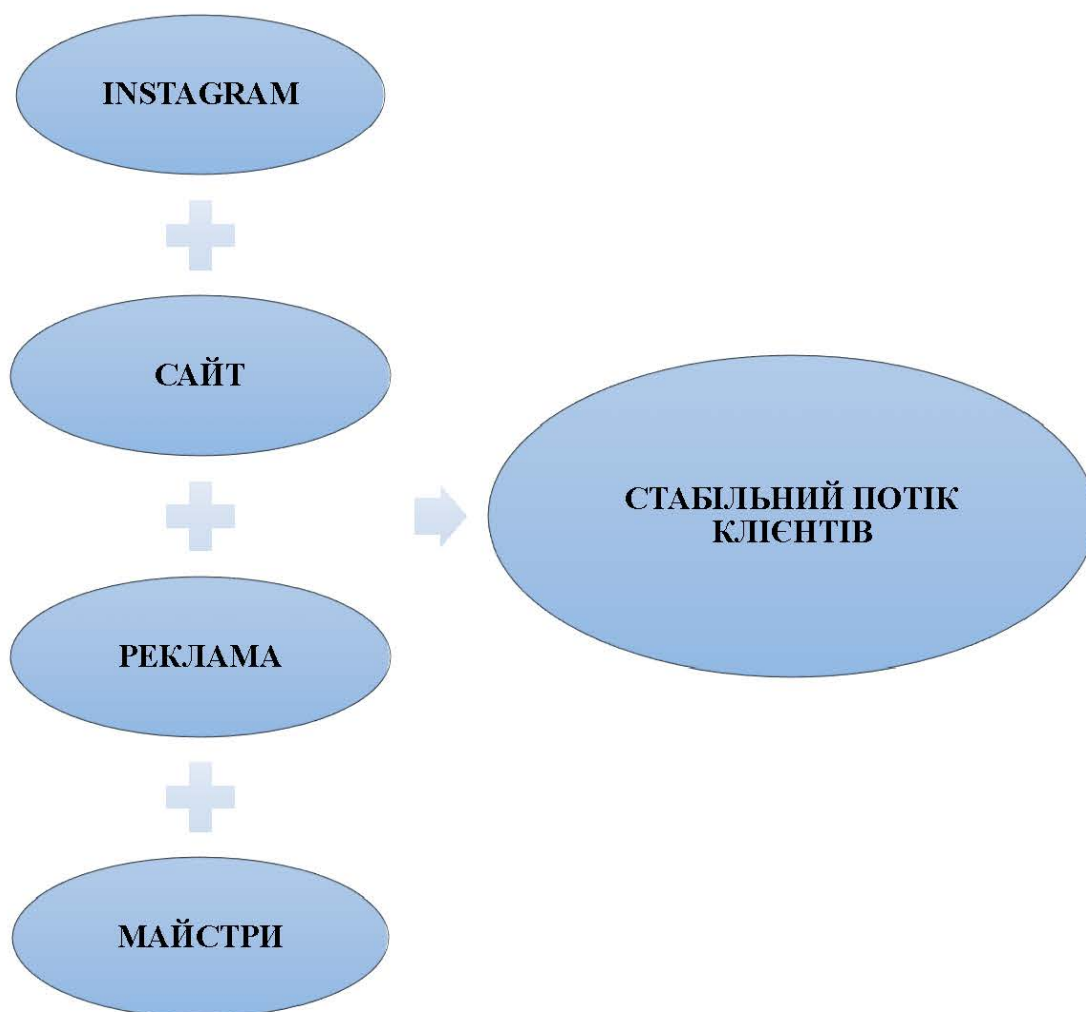 INSTAGRAM
САЙТ
РЕКЛАМА
МАЙСТРИ
СТАБІЛЬНИЙ ПОТІК
КЛІЄНТІВ